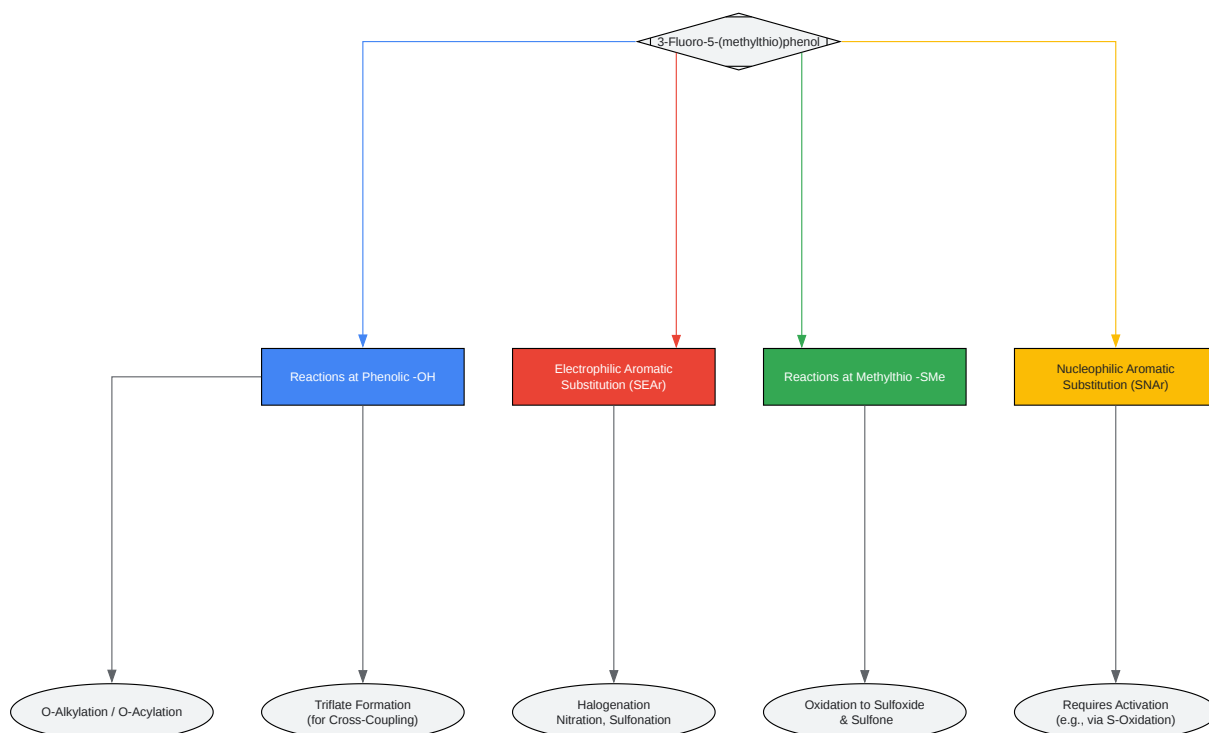 3-Fluoro-5-(methylthio)phenol
Reactions at Phenolic -OH
Electrophilic Aromatic
Substitution (SEAr)
Reactions at Methylthio -SMe
Nucleophilic Aromatic
Substitution (SNAr)
O-Alkylation / O-Acylation
Triflate Formation
(for Cross-Coupling)
Halogenation
Nitration, Sulfonation
Oxidation to Sulfoxide
& Sulfone
Requires Activation
(e.g., via S-Oxidation)